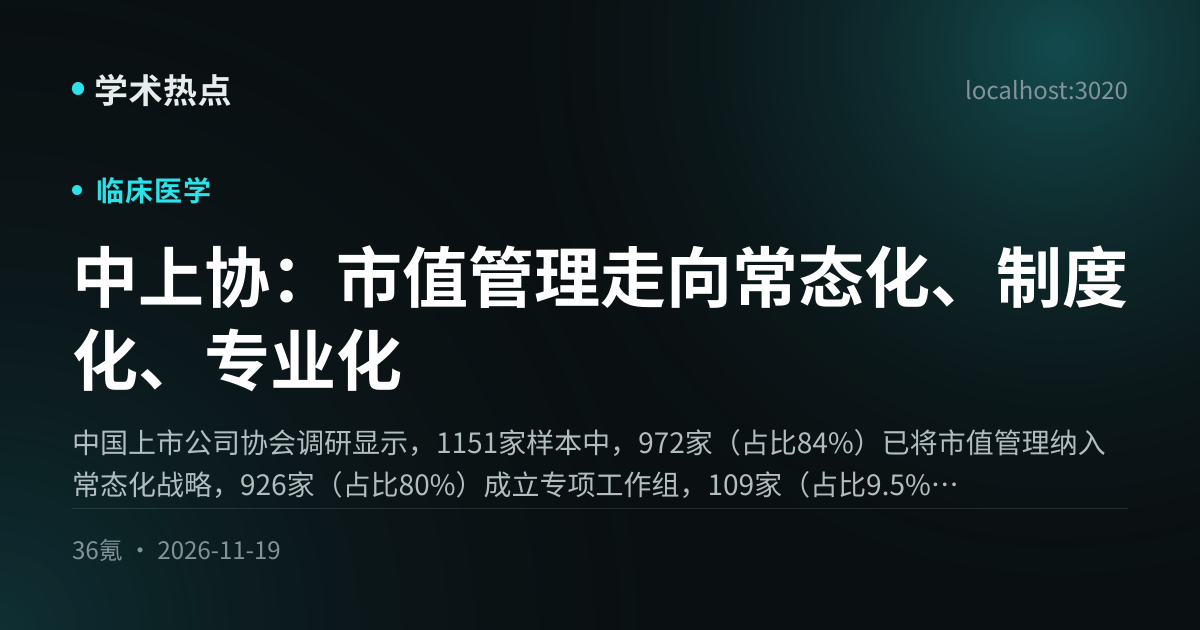 学术热点
localhost:3020
临床医学
中上协：市值管理走向常态化、制度
化、专业化
中国上市公司协会调研显示，1151家样本中，972家（占比84%）已将市值管理纳入
常态化战略，926家（占比80%）成立专项工作组，109家（占比9.5%…
36氪 · 2026-11-19